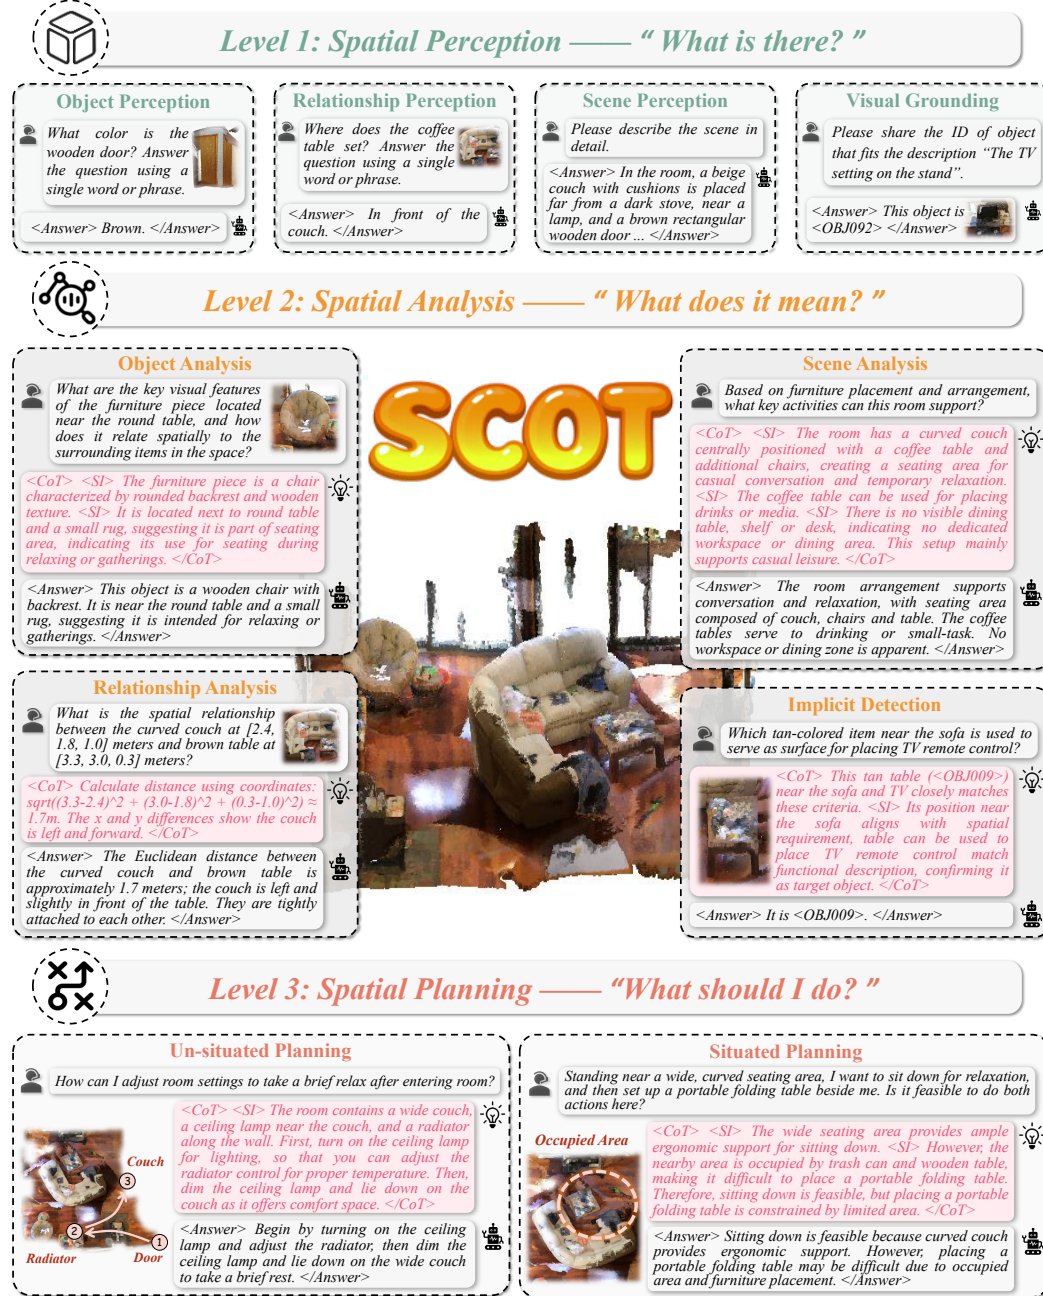 Level 1: Spatial Perception —— “ What is there? ”
Object Perception
What color is the
wooden door? Answer
the question using a
single word or phrase.
<Answer> Brown. </Answer>
Relationship Perception
Where does the coffee
table set? Answer the
question using a single
word or phrase.
<Answer> In front of the
couch. </Answer>
Scene Perception
Please describe the scene in
detail.
<Answer> In the room, a beige
couch with cushions is placed
far from a dark stove, near a
lamp, and a brown rectangular
wooden door ... </Answer>
Visual Grounding
Please share the ID of object
that fits the description “The TV
setting on the stand”.
<Answer> This object is
<OBJ092> </Answer>
Level 2: Spatial Analysis —— “ What does it mean? ”
Object Analysis
What are the key visual features
of the furniture piece located
near the round table, and how
does it relate spatially to the
surrounding items in the space?
<CoT> <SI> The furniture piece is a chair
characterized by rounded backrest and wooden
texture. <SI> It is located next to round table
and a small rug, suggesting it is part of seating
area, indicating its use for seating during
relaxing or gatherings. </CoT>
<Answer> This object is a wooden chair with
backrest. It is near the round table and a small
rug, suggesting it is intended for relaxing or
gatherings. </Answer>
Relationship Analysis
What is the spatial relationship
between the curved couch at [2.4,
1.8, 1.0] meters and brown table at
[3.3, 3.0, 0.3] meters?
<CoT> Calculate distance using coordinates:
sqrt((3.3-2.4)^2 + (3.0-1.8)^2 + (0.3-1.0)^2) ≈
1.7m. The x and y differences show the couch
is left and forward. </CoT>
<Answer> The Euclidean distance between
the curved couch and brown table is
approximately 1.7 meters; the couch is left and
slightly in front of the table. They are tightly
attached to each other. </Answer>
SCOT
Scene Analysis
Based on furniture placement and arrangement,
what key activities can this room support?
<CoT> <SI> The room has a curved couch
centrally positioned with a coffee table and
additional chairs, creating a seating area for
casual conversation and temporary relaxation.
<SI> The coffee table can be used for placing
drinks or media. <SI> There is no visible dining
table, shelf or desk, indicating no dedicated
workspace or dining area. This setup mainly
supports casual leisure. </CoT>
<Answer> The room arrangement supports
conversation and relaxation, with seating area
composed of couch, chairs and table. The coffee
tables serve to drinking or small-task. No
workspace or dining zone is apparent. </Answer>
Implicit Detection
Which tan-colored item near the sofa is used to
serve as surface for placing TV remote control?
<CoT> This tan table (<OBJ009>)
near the sofa and TV closely matches
these criteria. <SI> Its position near
the sofa aligns with spatial
requirement, table can be used to
place TV remote control match
functional description, confirming it
as target object. </CoT>
<Answer> It is <OBJ009>. </Answer>
Level 3: Spatial Planning —— “What should I do? ”
Un-situated Planning
How can I adjust room settings to take a brief relax after entering room?
<CoT> <SI> The room contains a wide couch,
a ceiling lamp near the couch, and a radiator
along the wall. First, turn on the ceiling lamp
for lighting, so that you can adjust the
radiator control for proper temperature. Then,
dim the ceiling lamp and lie down on the
couch as it offers comfort space. </CoT>
Couch
3
2
1
Radiator
Door
<Answer> Begin by turning on the ceiling
lamp and adjust the radiator, then dim the
ceiling lamp and lie down on the wide couch
to take a brief rest. </Answer>
Situated Planning
Standing near a wide, curved seating area, I want to sit down for relaxation,
and then set up a portable folding table beside me. Is it feasible to do both
actions here?
Occupied Area
<CoT> <SI> The wide seating area provides ample
ergonomic support for sitting down. <SI> However, the
nearby area is occupied by trash can and wooden table,
making it difficult to place a portable folding table.
Therefore, sitting down is feasible, but placing a portable
folding table is constrained by limited area. </CoT>
<Answer> Sitting down is feasible because curved couch
provides ergonomic support. However, placing a
portable folding table may be difficult due to occupied
area and furniture placement. </Answer>